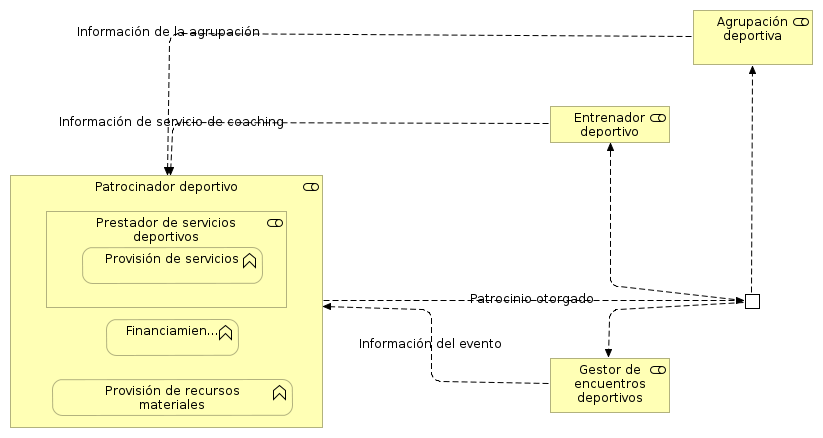 Agrupación
deportiva
Información de la agrupación
Información de servicio de coaching
Entrenador
deportivo
Patrocinador deportivo
Prestador de servicios
deportivos
Provisión de servicios
Patrocinio otorgado
Financiamien...
Información del evento
Gestor de
encuentros
deportivos
Provisión de recursos
materiales